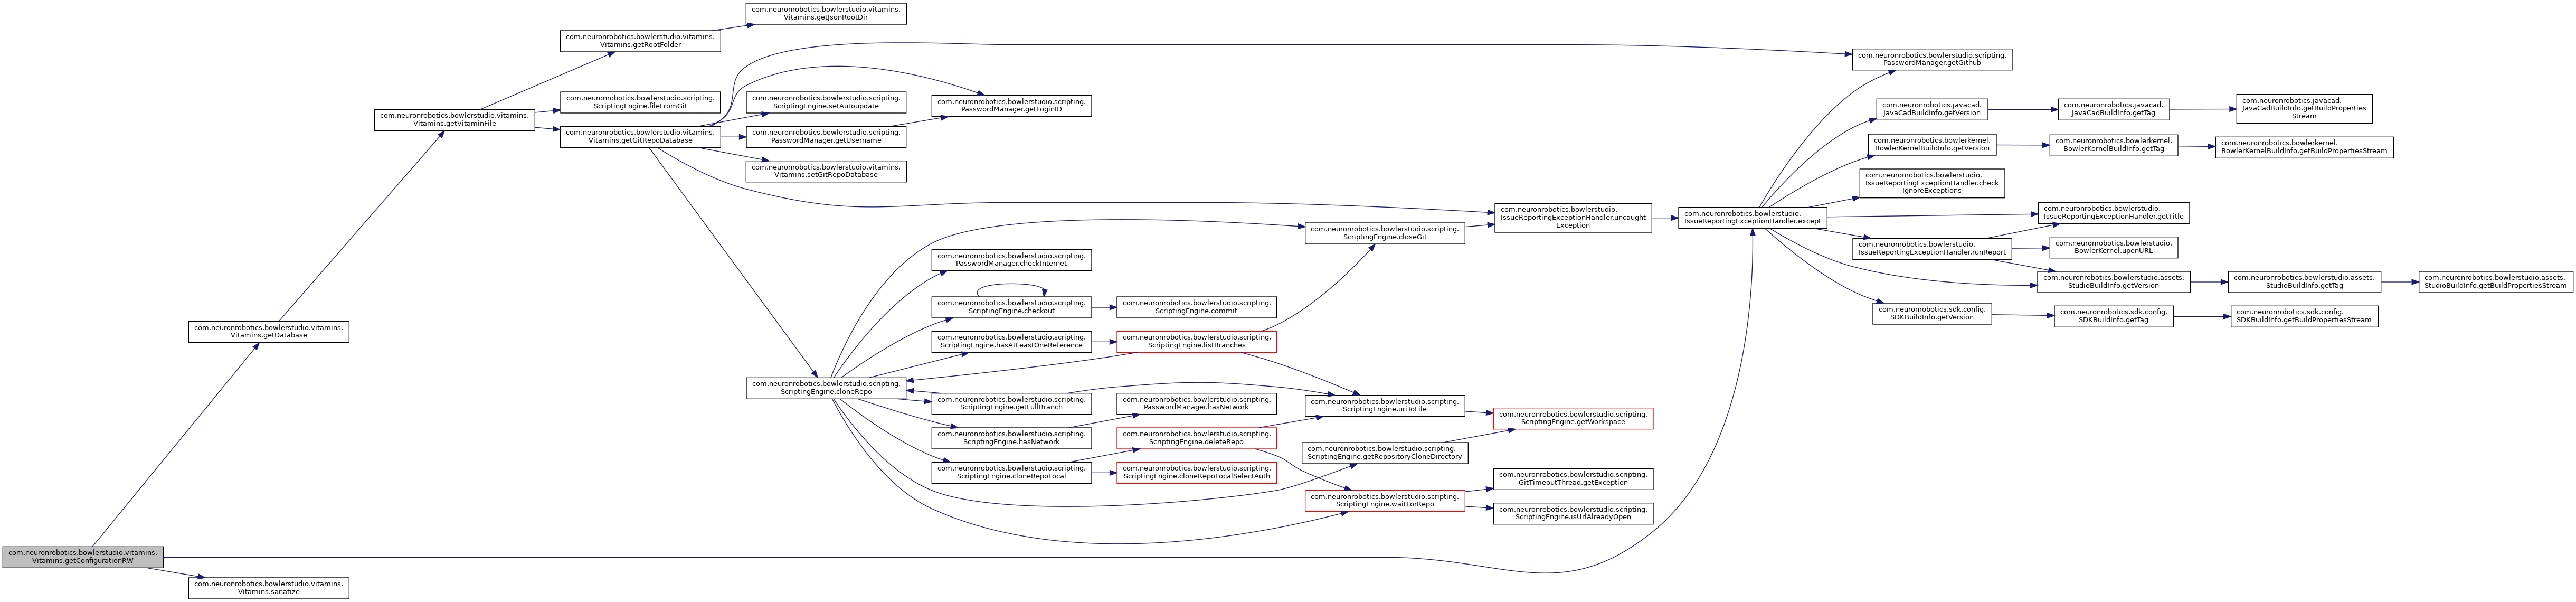 com.neuronrobotics.bowlerstudio.vitamins.
Vitamins.getConfigurationRW
com.neuronrobotics.bowlerstudio.vitamins.
Vitamins.getDatabase
com.neuronrobotics.bowlerstudio.vitamins.
Vitamins.sanatize
com.neuronrobotics.bowlerstudio.vitamins.
Vitamins.getVitaminFile
com.neuronrobotics.bowlerstudio.vitamins.
Vitamins.getRootFolder
com.neuronrobotics.bowlerstudio.scripting.
ScriptingEngine.fileFromGit
com.neuronrobotics.bowlerstudio.vitamins.
Vitamins.getGitRepoDatabase
com.neuronrobotics.bowlerstudio.vitamins.
Vitamins.getJsonRootDir
com.neuronrobotics.bowlerstudio.scripting.
ScriptingEngine.setAutoupdate
com.neuronrobotics.bowlerstudio.scripting.
PasswordManager.getUsername
com.neuronrobotics.bowlerstudio.vitamins.
Vitamins.setGitRepoDatabase
com.neuronrobotics.bowlerstudio.scripting.
ScriptingEngine.cloneRepo
com.neuronrobotics.bowlerstudio.scripting.
PasswordManager.getLoginID
com.neuronrobotics.bowlerstudio.scripting.
PasswordManager.checkInternet
com.neuronrobotics.bowlerstudio.scripting.
ScriptingEngine.checkout
com.neuronrobotics.bowlerstudio.scripting.
ScriptingEngine.hasAtLeastOneReference
com.neuronrobotics.bowlerstudio.scripting.
ScriptingEngine.getFullBranch
com.neuronrobotics.bowlerstudio.scripting.
ScriptingEngine.hasNetwork
com.neuronrobotics.bowlerstudio.scripting.
ScriptingEngine.cloneRepoLocal
com.neuronrobotics.bowlerstudio.scripting.
ScriptingEngine.commit
com.neuronrobotics.bowlerstudio.scripting.
ScriptingEngine.listBranches
com.neuronrobotics.bowlerstudio.scripting.
PasswordManager.hasNetwork
com.neuronrobotics.bowlerstudio.scripting.
ScriptingEngine.deleteRepo
com.neuronrobotics.bowlerstudio.scripting.
ScriptingEngine.cloneRepoLocalSelectAuth
com.neuronrobotics.bowlerstudio.scripting.
ScriptingEngine.closeGit
com.neuronrobotics.bowlerstudio.scripting.
ScriptingEngine.uriToFile
com.neuronrobotics.bowlerstudio.scripting.
ScriptingEngine.getRepositoryCloneDirectory
com.neuronrobotics.bowlerstudio.scripting.
ScriptingEngine.waitForRepo
com.neuronrobotics.bowlerstudio.
IssueReportingExceptionHandler.uncaught
Exception
com.neuronrobotics.bowlerstudio.scripting.
ScriptingEngine.getWorkspace
com.neuronrobotics.bowlerstudio.scripting.
GitTimeoutThread.getException
com.neuronrobotics.bowlerstudio.scripting.
ScriptingEngine.isUrlAlreadyOpen
com.neuronrobotics.bowlerstudio.
IssueReportingExceptionHandler.except
com.neuronrobotics.bowlerstudio.scripting.
PasswordManager.getGithub
com.neuronrobotics.javacad.
JavaCadBuildInfo.getVersion
com.neuronrobotics.bowlerkernel.
BowlerKernelBuildInfo.getVersion
com.neuronrobotics.bowlerstudio.
IssueReportingExceptionHandler.check
IgnoreExceptions
com.neuronrobotics.bowlerstudio.
IssueReportingExceptionHandler.runReport
com.neuronrobotics.sdk.config.
SDKBuildInfo.getVersion
com.neuronrobotics.javacad.
JavaCadBuildInfo.getTag
com.neuronrobotics.bowlerkernel.
BowlerKernelBuildInfo.getTag
com.neuronrobotics.bowlerstudio.
IssueReportingExceptionHandler.getTitle
com.neuronrobotics.bowlerstudio.
BowlerKernel.upenURL
com.neuronrobotics.bowlerstudio.assets.
StudioBuildInfo.getVersion
com.neuronrobotics.sdk.config.
SDKBuildInfo.getTag
com.neuronrobotics.javacad.
JavaCadBuildInfo.getBuildProperties
Stream
com.neuronrobotics.bowlerkernel.
BowlerKernelBuildInfo.getBuildPropertiesStream
com.neuronrobotics.bowlerstudio.assets.
StudioBuildInfo.getTag
com.neuronrobotics.sdk.config.
SDKBuildInfo.getBuildPropertiesStream
com.neuronrobotics.bowlerstudio.assets.
StudioBuildInfo.getBuildPropertiesStream